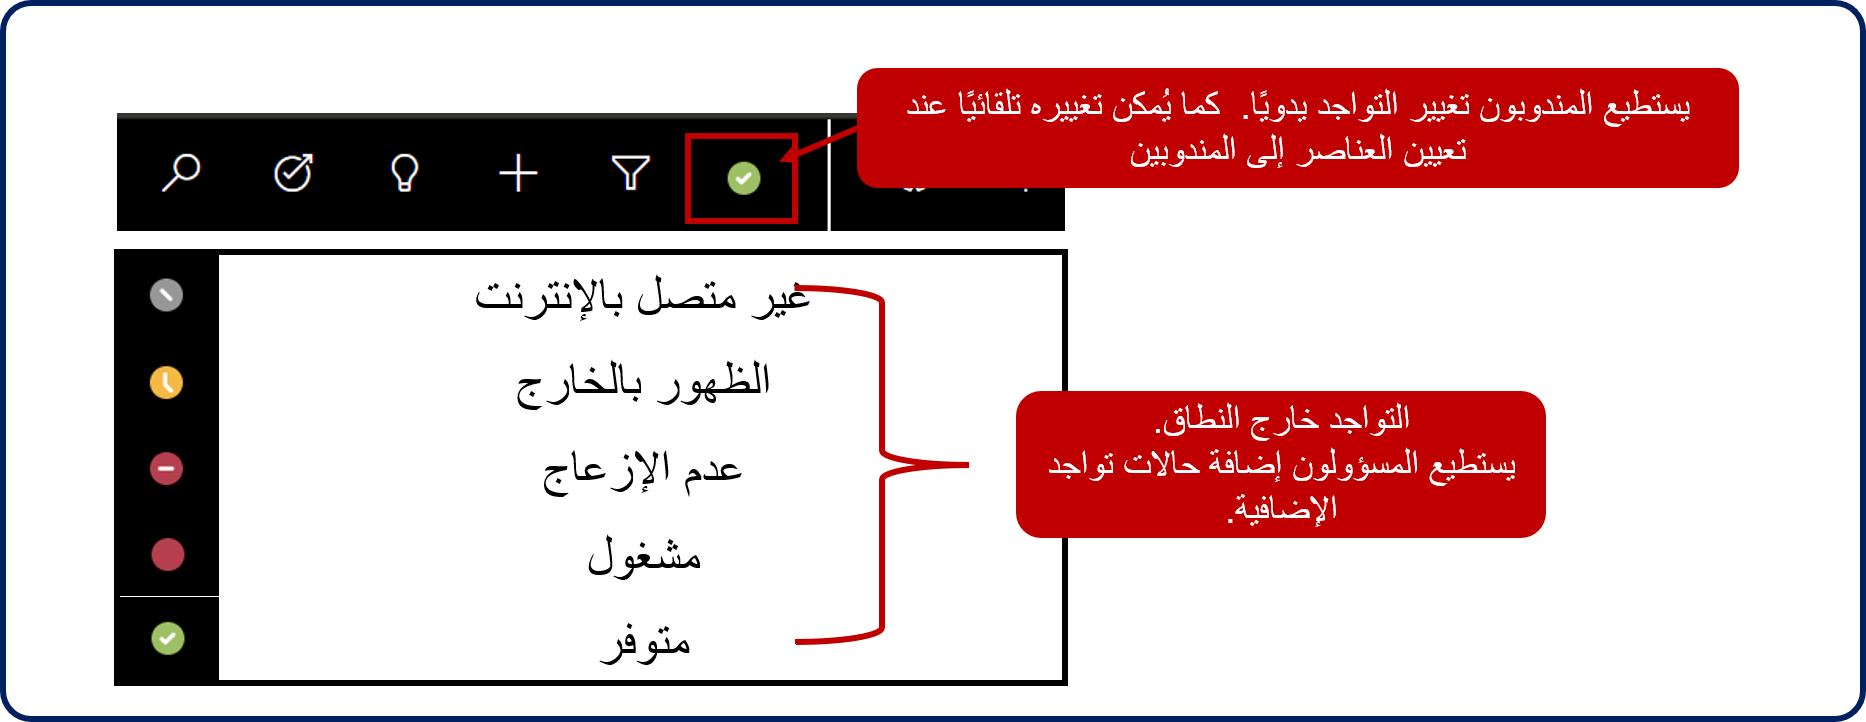 يستطيع المندوبون تغيير التواجد يدويًا. كما يُمكن تغييره تلقائيًا عند
تعيين العناصر إلى المندوبين
غير متصل بالإنترنت
الظهور بالخارج
عدم الإزعاج
مشغول
متوفر
التواجد خارج النطاق.
يستطيع المسؤولون إضافة حالات تواجد
الإضافية.